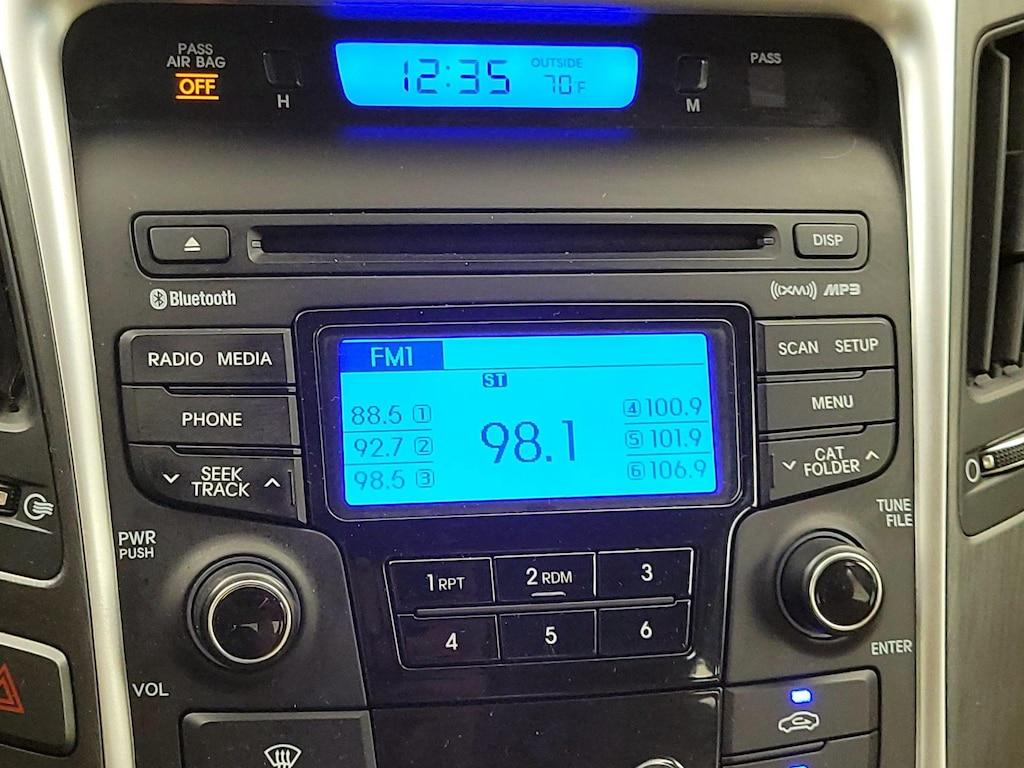 PASS
AIR BAG
OFF
H
12:35
OUTSIDE
70°F
M
PASS
DISP
Bluetooth
((XM)) MP3
RADIO MEDIA
PHONE
SEEK
TRACK
FM1
ST
88.5 1
92.7 2
98.5 3
98.1
4 100.9
5 101.9
6 106.9
SCAN SETUP
MENU
CAT
FOLDER
PWR
PUSH
VOL
1 RPT
2 RDM
3
4
5
6
TUNE
FILE
ENTER